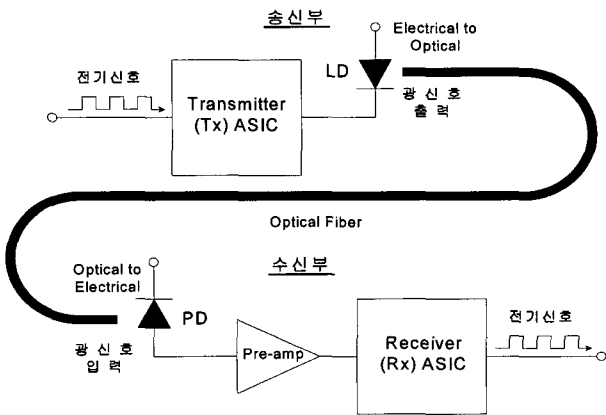 송신부
Electrical to
Optical
전기신호
LD
Transmitter
(Tx) ASIC
광 신호
출 력
Optical Fiber
수신부
Optical to
Electrical
PD
Pre-amp
Receiver
(Rx) ASIC
전기신호
광 신호
입 력